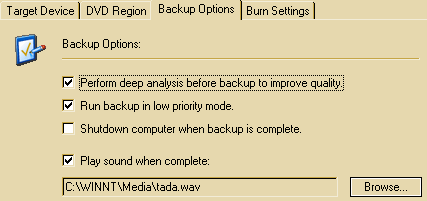 Target Device DVD Region Backup Options Burn Settings
Backup Options:
Perform deep analysis before backup to improve quality.
Run backup in low priority mode.
Shutdown computer when backup is complete.
Play sound when complete:
C:\WINNT\Media\tada.wav Browse...